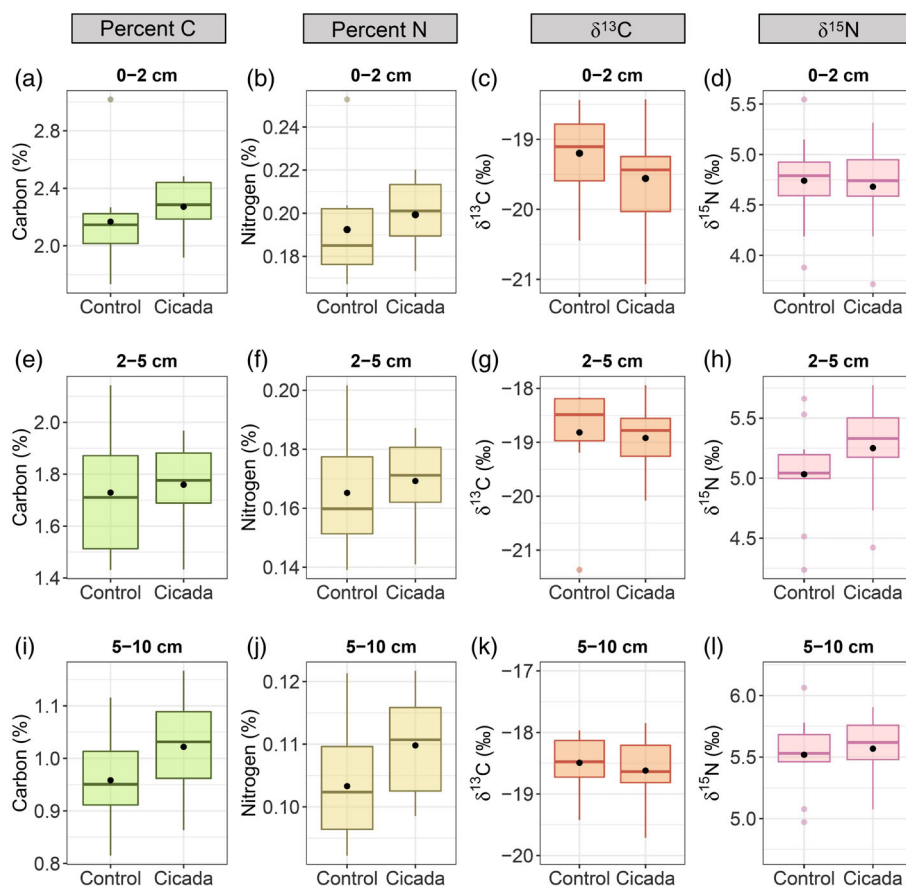 Percent C Percent N δ¹³C δ¹⁵N
(a) 0−2 cm (b) 0−2 cm (c) 0−2 cm (d) 0−2 cm
Carbon (%)
2.8
2.4
2.0
Control Cicada
Nitrogen (%)
0.24
0.22
0.20
0.18
Control Cicada
δ¹³C (‰)
−19
−20
−21
Control Cicada
δ¹⁵N (‰)
5.5
5.0
4.5
4.0
Control Cicada
(e) 2−5 cm (f) 2−5 cm (g) 2−5 cm (h) 2−5 cm
Carbon (%)
2.0
1.8
1.6
1.4
Control Cicada
Nitrogen (%)
0.20
0.18
0.16
0.14
Control Cicada
δ¹³C (‰)
−18
−19
−20
−21
Control Cicada
δ¹⁵N (‰)
5.5
5.0
4.5
Control Cicada
(i) 5−10 cm (j) 5−10 cm (k) 5−10 cm (l) 5−10 cm
Carbon (%)
1.1
1.0
0.9
0.8
Control Cicada
Nitrogen (%)
0.12
0.11
0.10
Control Cicada
δ¹³C (‰)
−17
−18
−19
−20
Control Cicada
δ¹⁵N (‰)
6.0
5.5
5.0
Control Cicada